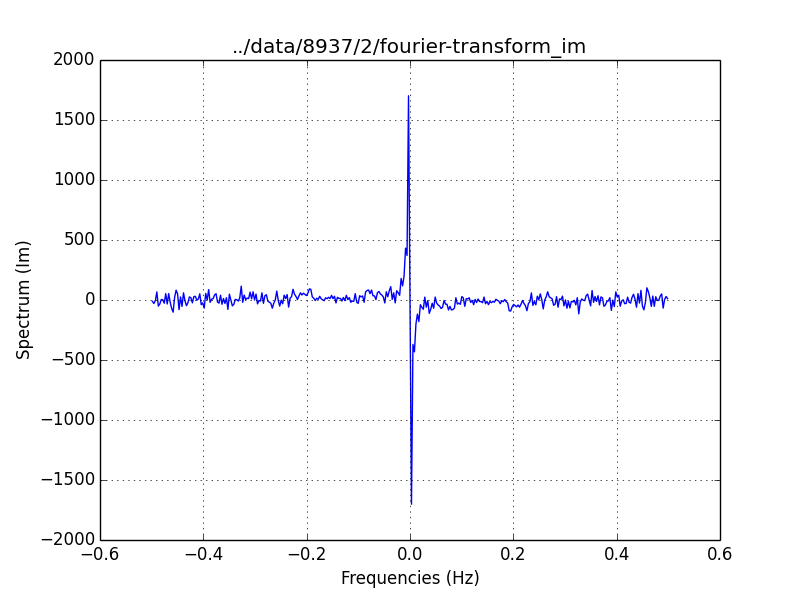 ../data/8937/2/fourier-transform_im
2000
1500
1000
500
0
−500
−1000
−1500
−2000
Spectrum (Im)
−0.6 −0.4 −0.2 0.0 0.2 0.4 0.6
Frequencies (Hz)